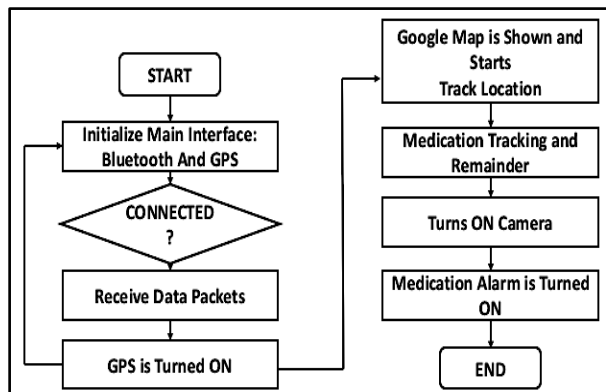 START
Initialize Main Interface:
Bluetooth And GPS
CONNECTED
?
Receive Data Packets
GPS is Turned ON
Google Map is Shown and
Starts
Track Location
Medication Tracking and
Remainder
Turns ON Camera
Medication Alarm is Turned
ON
END